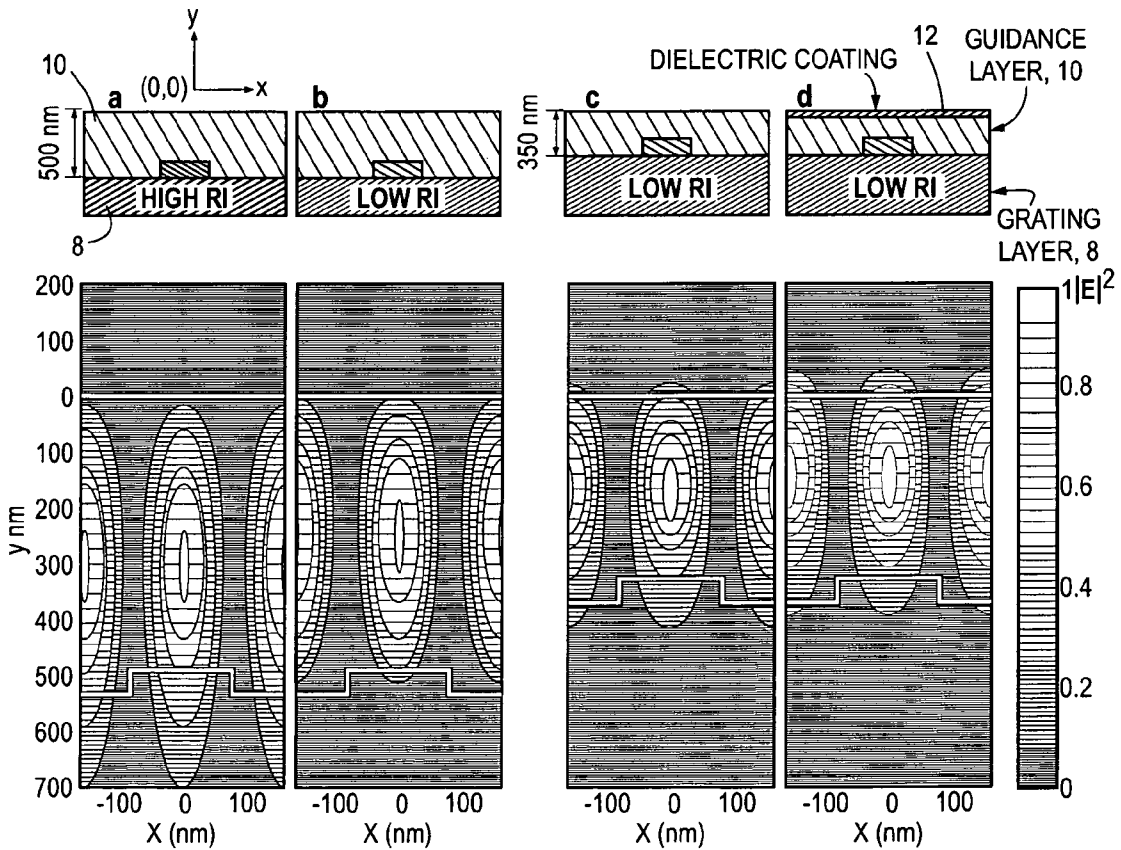 y
x
(0,0)
10
a
b
c
d
12
DIELECTRIC COATING
GUIDANCE
LAYER, 10
500 nm
350 nm
HIGH RI
LOW RI
LOW RI
LOW RI
8
GRATING
LAYER, 8
200
100
0
100
200
300
400
500
600
700
y nm
-100 0 100
X (nm)
-100 0 100
X (nm)
-100 0 100
X (nm)
-100 0 100
X (nm)
1|E|²
0.8
0.6
0.4
0.2
0